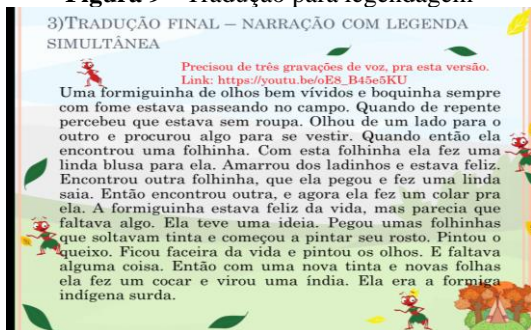 Figura 9 – Tradução para legendagem
3)TRADUÇÃO FINAL – NARRAÇÃO COM LEGENDA
SIMULTÂNEA
Precisou de três gravações de voz, pra esta versão.
Link: https://youtu.be/oE8_B45e5KU
Uma formiguinha de olhos bem vívidos e boquinha sempre
com fome estava passeando no campo. Quando de repente
percebeu que estava sem roupa. Olhou de um lado para o
outro e procurou algo para se vestir. Quando então ela
encontrou uma folhinha. Com esta folhinha ela fez uma
linda blusa para ela. Amarrou dos ladinhos e estava feliz.
Encontrou outra folhinha, que ela pegou e fez uma linda
saia. Então encontrou outra, e agora ela fez um colar pra
ela. A formiguinha estava feliz da vida, mas parecia que
faltava algo. Ela teve uma ideia. Pegou umas folhinhas
que soltavam tinta e começou a pintar seu rosto. Pintou o
queixo. Ficou faceira da vida e pintou os olhos. E faltava
alguma coisa. Então com uma nova tinta e novas folhas
ela fez um cocar e virou uma índia. Ela era a formiga
indígena surda.